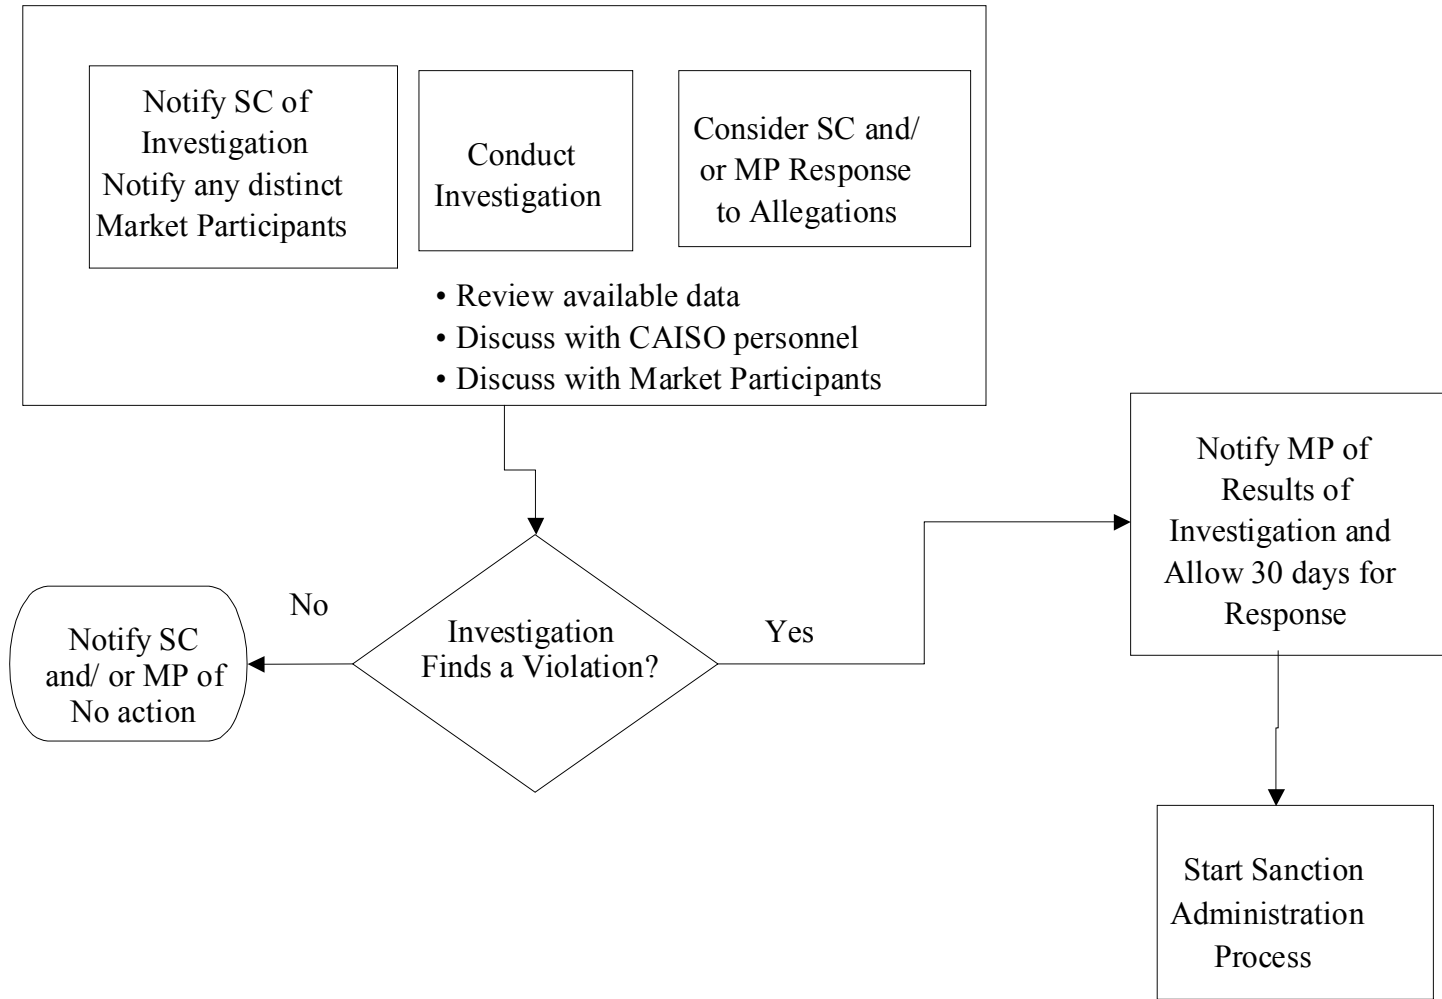 Notify SC of
Investigation
Notify any distinct
Market Participants
Conduct
Investigation
Consider SC and/
or MP Response
to Allegations
• Review available data
• Discuss with CAISO personnel
• Discuss with Market Participants
Notify MP of
Results of
Investigation and
Allow 30 days for
Response
No
Yes
Investigation
Finds a Violation?
Notify SC
and/ or MP of
No action
Start Sanction
Administration
Process